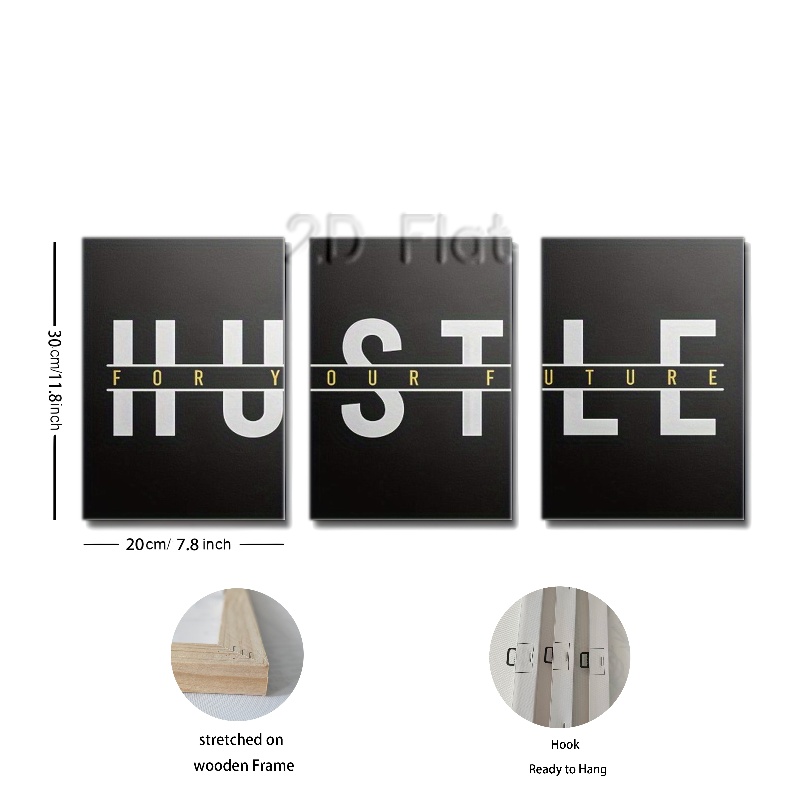 2D Flat
HUSTLE
FOR YOUR FUTURE
30cm/11.8inch
20cm/ 7.8 inch
stretched on
wooden Frame
Hook
Ready to Hang